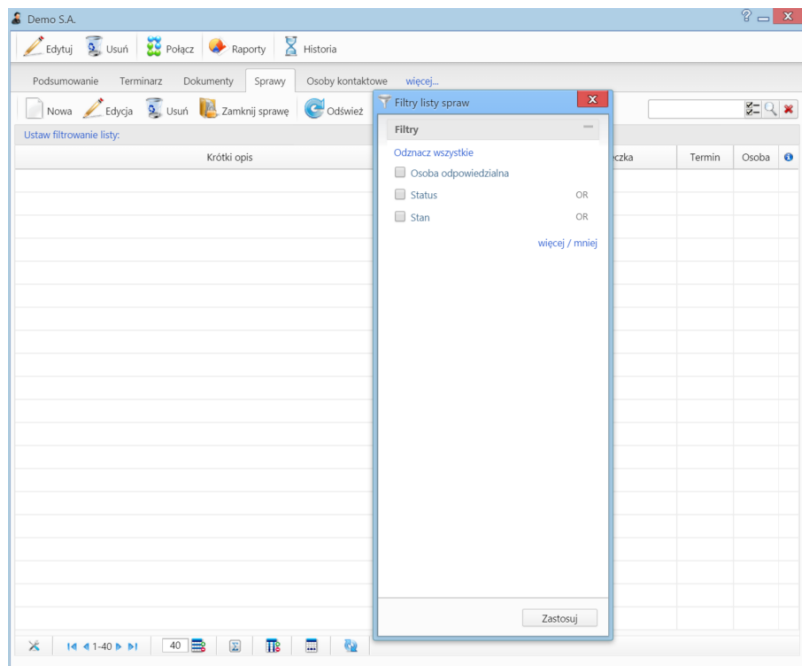 Demo S.A.
Edytuj Usuń Połącz Raporty Historia
Podsumowanie Terminarz Dokumenty Sprawy Osoby kontaktowe więcej...
Nowa Edycja Usuń Zamknij sprawę Odśwież
Ustaw filtrowanie listy:
Krótki opis
eczka Termin Osoba
Filtry listy spraw
Filtry
Odznacz wszystkie
Osoba odpowiedzialna
Status OR
Stan OR
więcej / mniej
Zastosuj
1-40 40